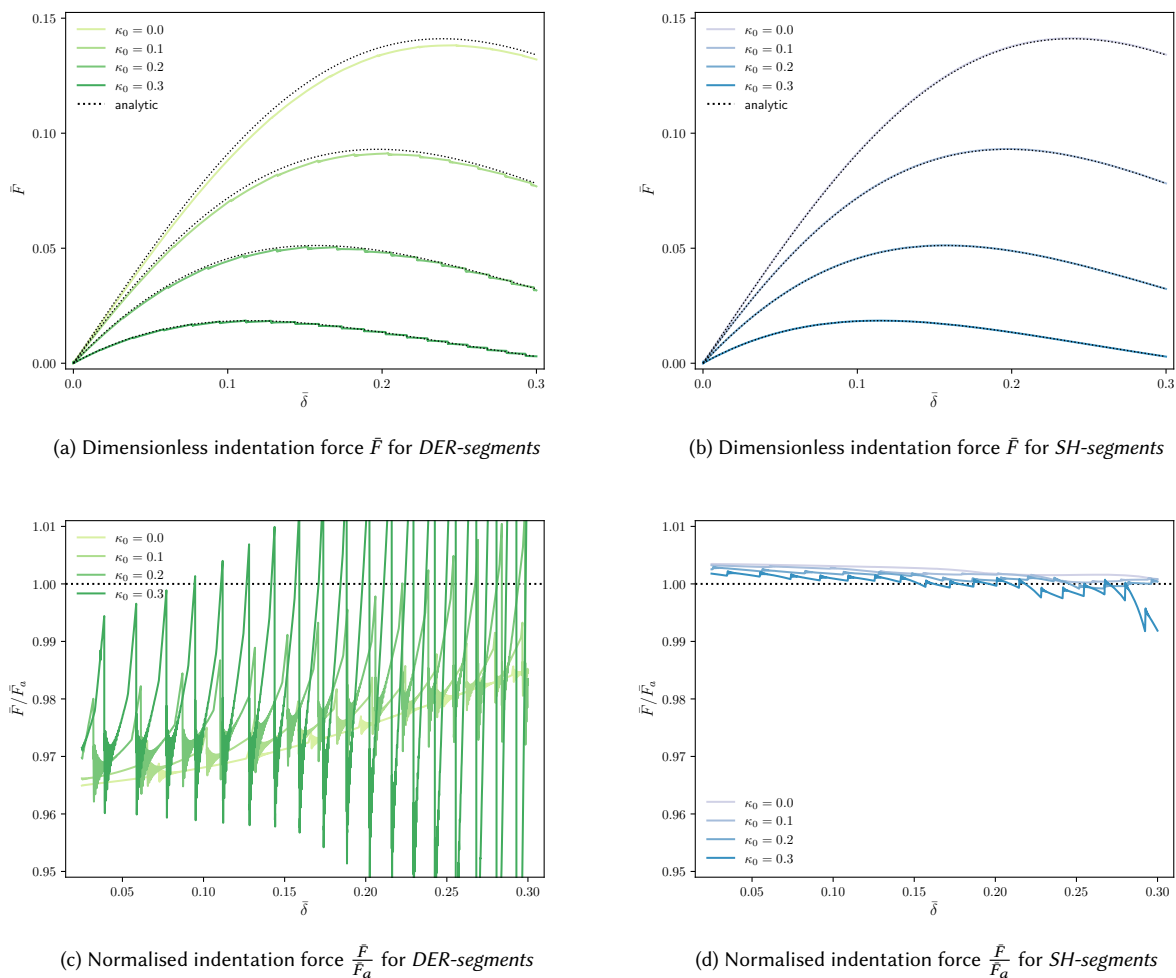 0.15
0.10
0.05
0.00
F̄
κ₀ = 0.0
κ₀ = 0.1
κ₀ = 0.2
κ₀ = 0.3
analytic
0.0
0.1
0.2
0.3
δ̄
(a) Dimensionless indentation force F̄ for DER-segments
0.15
0.10
0.05
0.00
F̄
κ₀ = 0.0
κ₀ = 0.1
κ₀ = 0.2
κ₀ = 0.3
analytic
0.0
0.1
0.2
0.3
δ̄
(b) Dimensionless indentation force F̄ for SH-segments
1.01
1.00
0.99
0.98
0.97
0.96
0.95
F̄/F̄ₐ
κ₀ = 0.0
κ₀ = 0.1
κ₀ = 0.2
κ₀ = 0.3
0.05
0.10
0.15
0.20
0.25
0.30
δ̄
(c) Normalised indentation force F̄/F̄ₐ for DER-segments
1.01
1.00
0.99
0.98
0.97
0.96
0.95
F̄/F̄ₐ
κ₀ = 0.0
κ₀ = 0.1
κ₀ = 0.2
κ₀ = 0.3
0.05
0.10
0.15
0.20
0.25
0.30
δ̄
(d) Normalised indentation force F̄/F̄ₐ for SH-segments